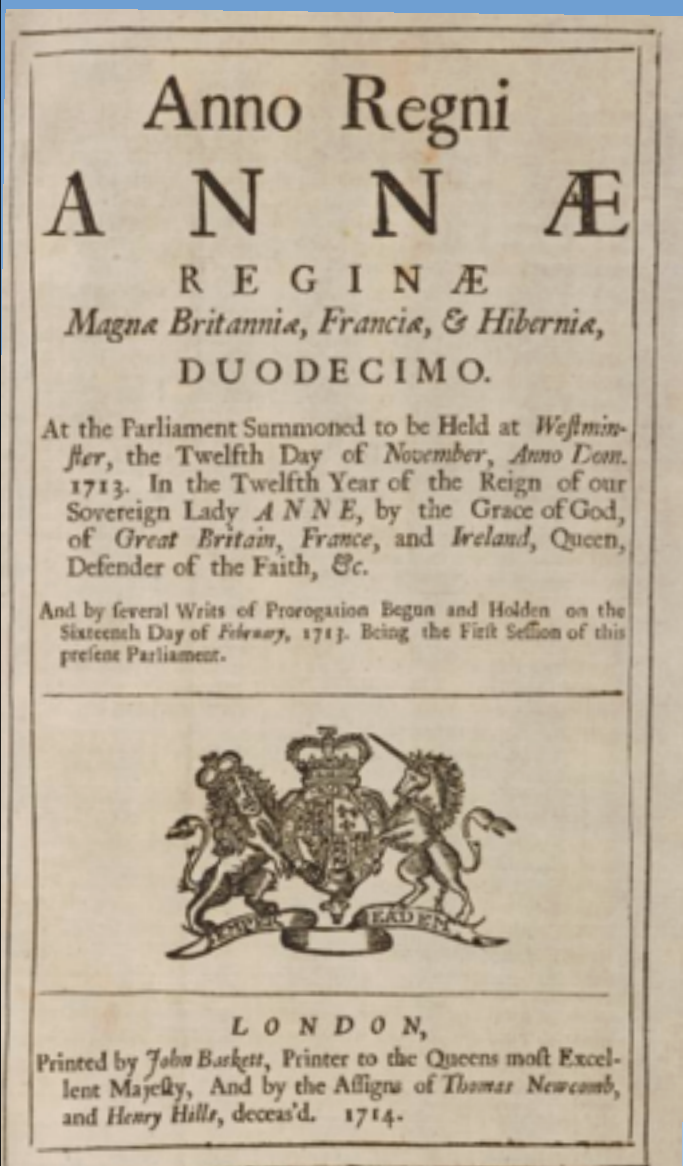 Anno Regni
ANNÆ
REGINÆ
Magnæ Britanniæ, Franciæ, & Hiberniæ,
DUODECIMO.
At the Parliament Summoned to be Held at Weſtmin-
ſter, the Twelfth Day of November, Anno Dom.
1713. In the Twelfth Year of the Reign of our
Sovereign Lady ANNE, by the Grace of God,
of Great Britain, France, and Ireland, Queen,
Defender of the Faith, &c.
And by ſeveral Writs of Prorogation Begun and Holden on the
Sixteenth Day of February, 1713. Being the Firſt Seſſion of this
preſent Parliament.
SEMPER EADEM
LONDON,
Printed by John Baskett, Printer to the Queens moſt Excel-
lent Majeſty, And by the Aſſigns of Thomas Newcomb,
and Henry Hills, deceas'd. 1714.